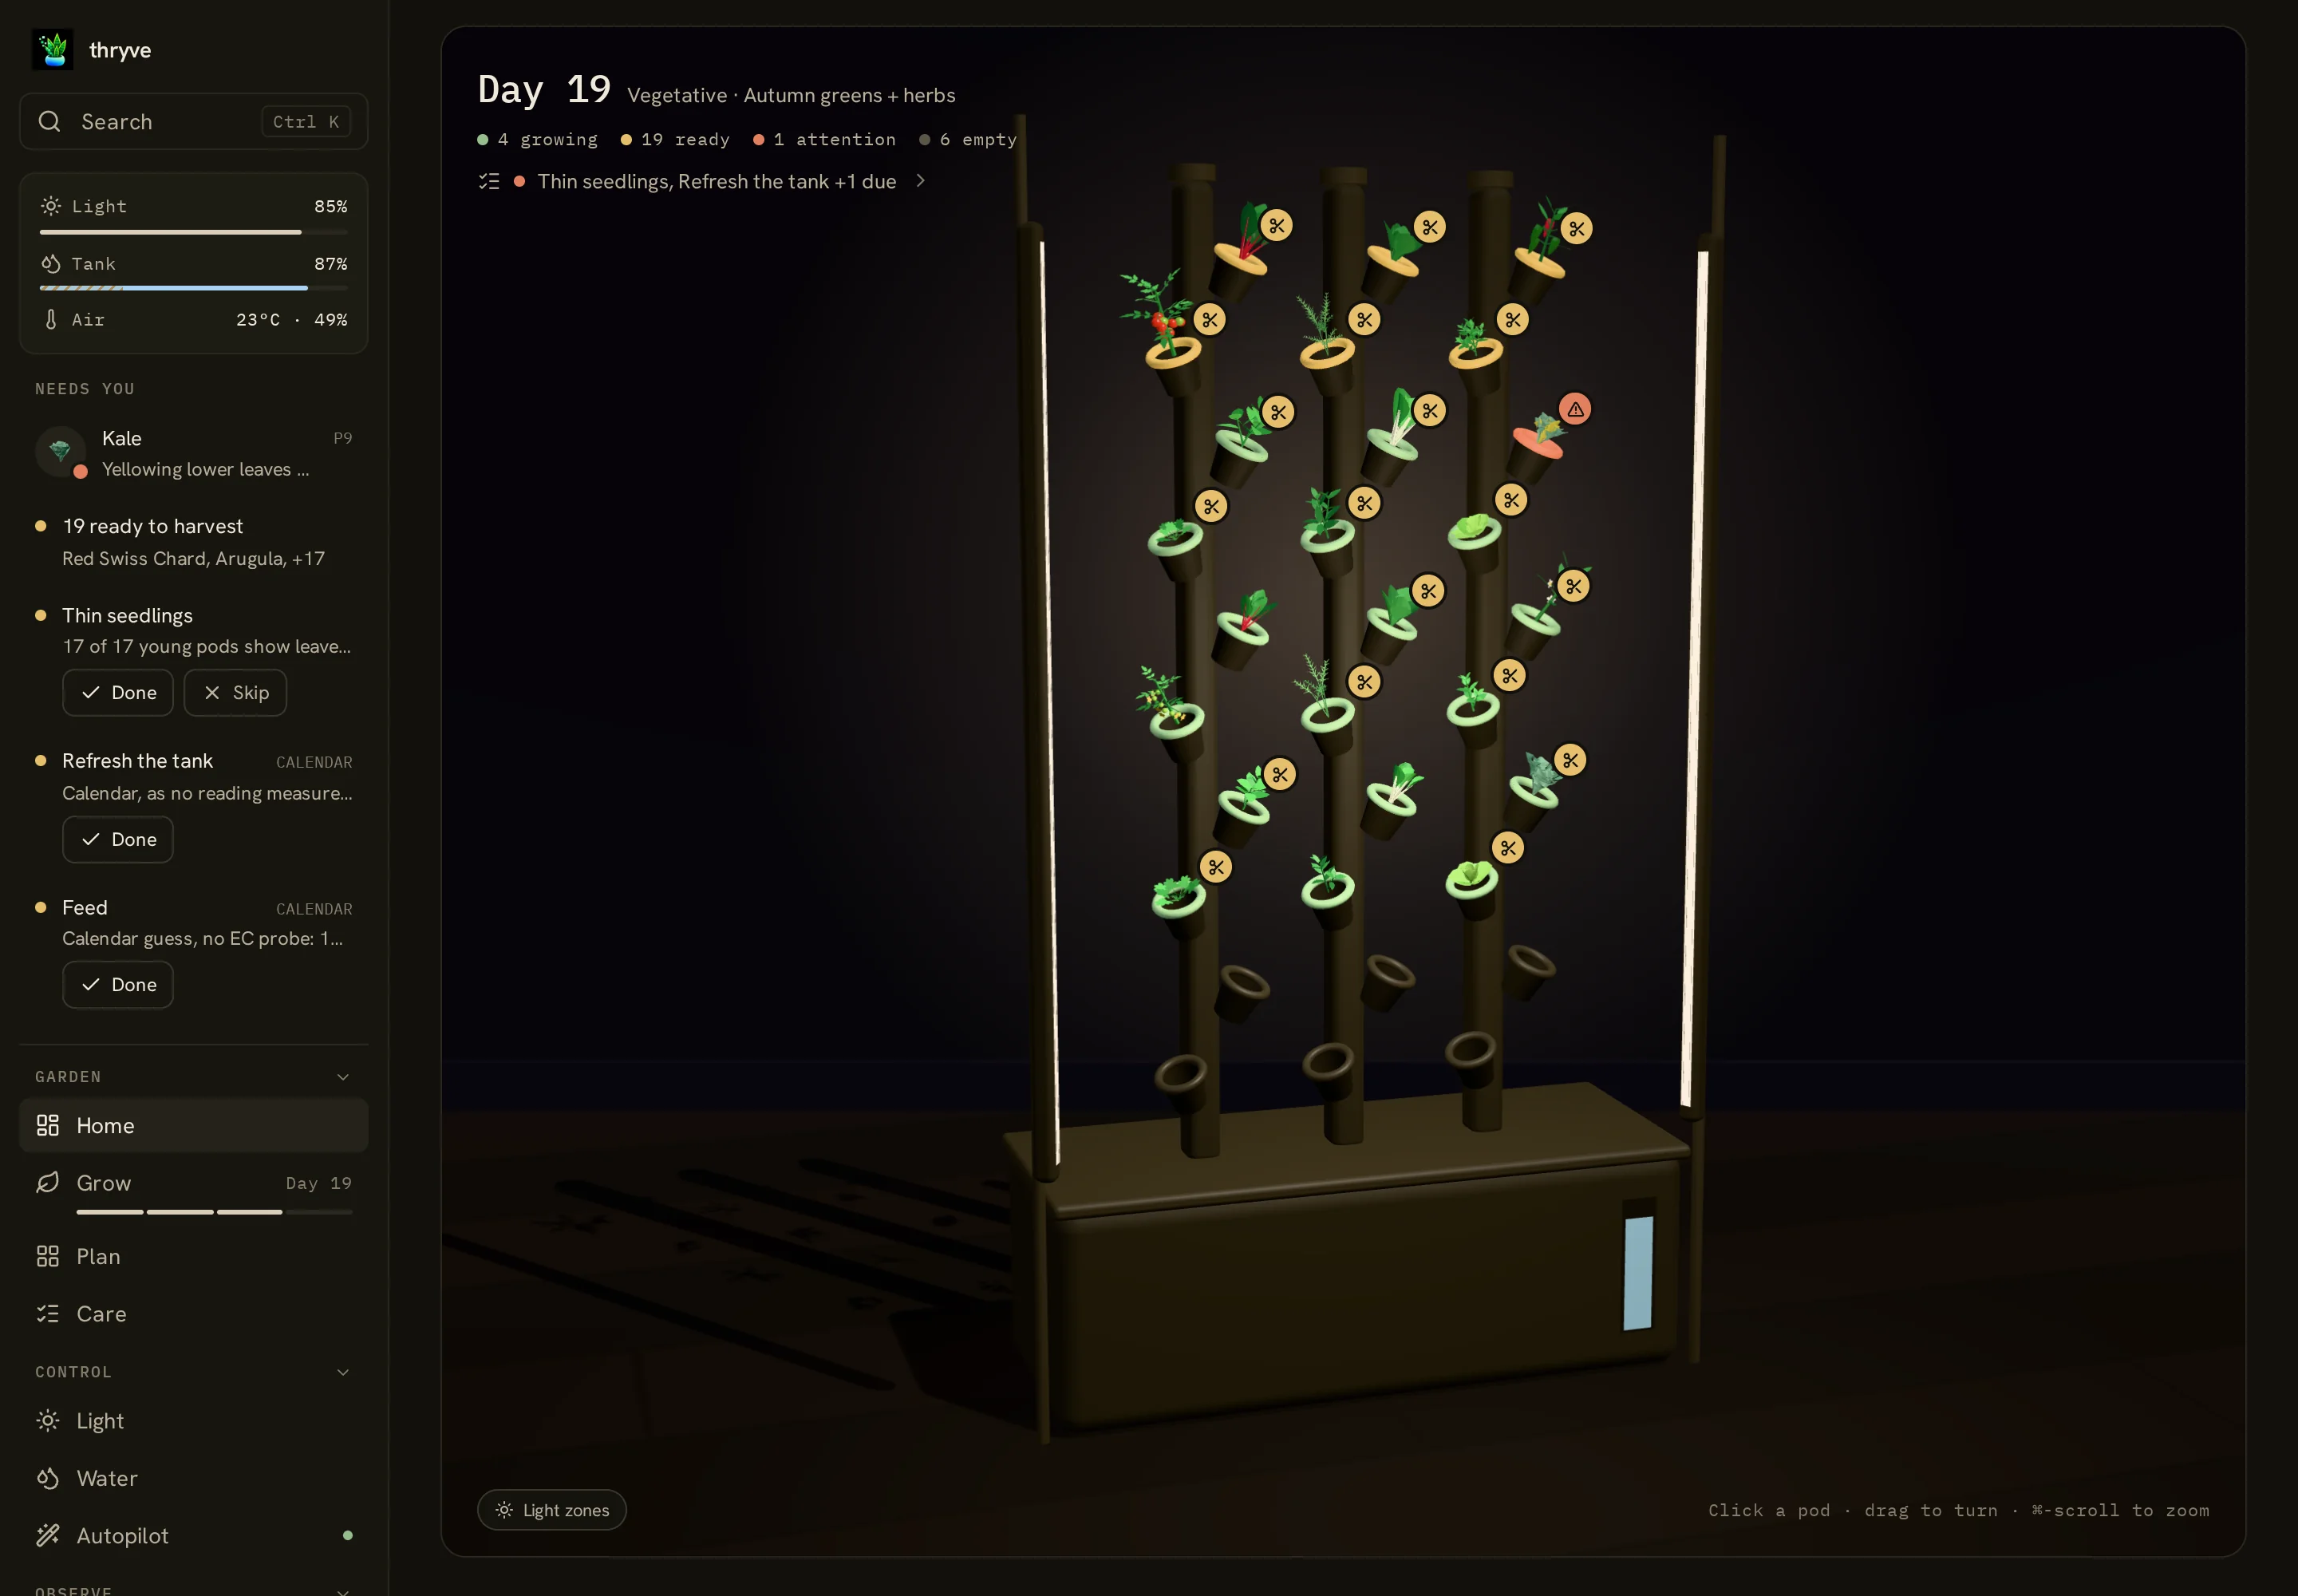 thryve
Search Ctrl K
Light 85%
Tank 87%
Air 23°C · 49%
NEEDS YOU
Kale P9
Yellowing lower leaves ...
19 ready to harvest
Red Swiss Chard, Arugula, +17
Thin seedlings
17 of 17 young pods show leave...
Done Skip
Refresh the tank CALENDAR
Calendar, as no reading measure...
Done
Feed CALENDAR
Calendar guess, no EC probe: 1...
Done
GARDEN
Home
Grow Day 19
Plan
Care
CONTROL
Light
Water
Autopilot
OBSERVE
Day 19 Vegetative · Autumn greens + herbs
4 growing 19 ready 1 attention 6 empty
Thin seedlings, Refresh the tank +1 due
Light zones
Click a pod · drag to turn · ⌘-scroll to zoom